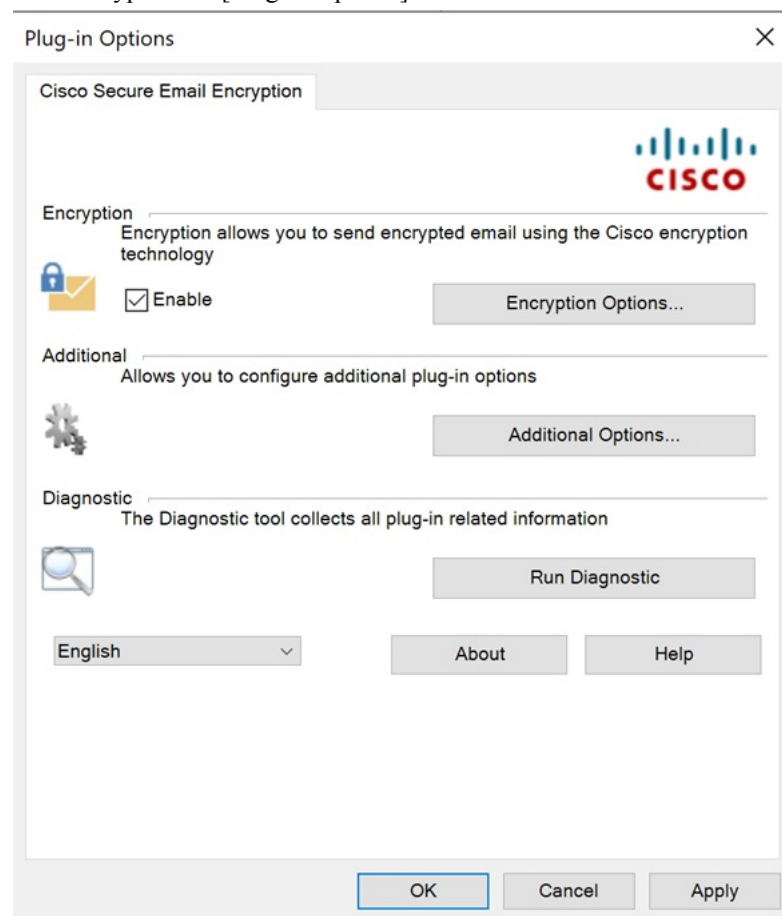 Plug-in Options
Cisco Secure Email Encryption
CISCO
Encryption
Encryption allows you to send encrypted email using the Cisco encryption
technology
Enable
Encryption Options...
Additional
Allows you to configure additional plug-in options
Additional Options...
Diagnostic
The Diagnostic tool collects all plug-in related information
Run Diagnostic
English
About
Help
OK
Cancel
Apply